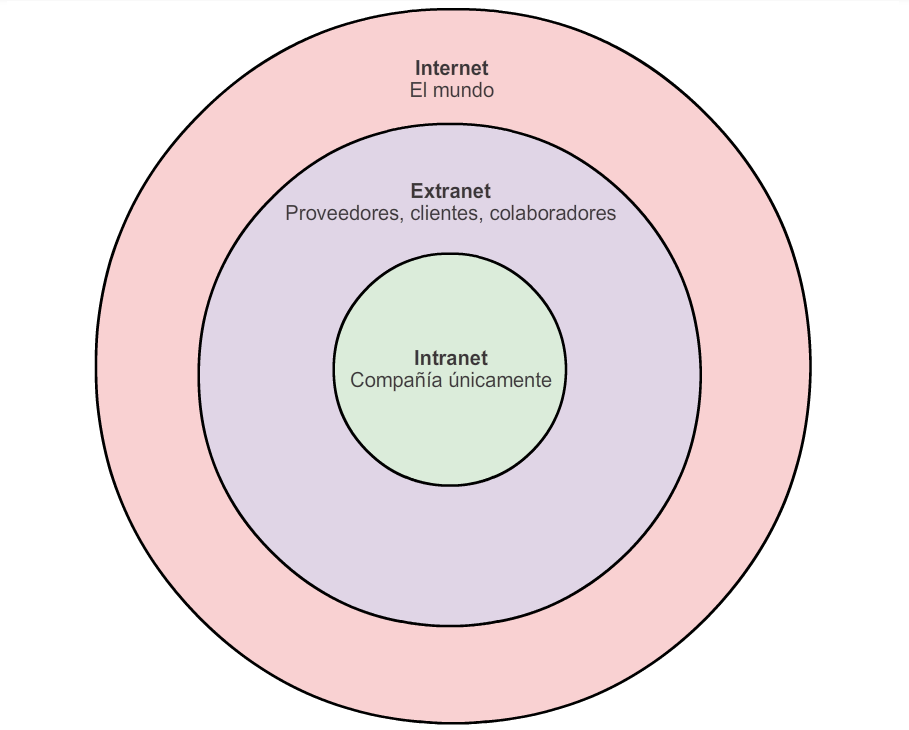 Internet
El mundo
Extranet
Proveedores, clientes, colaboradores
Intranet
Compañía únicamente